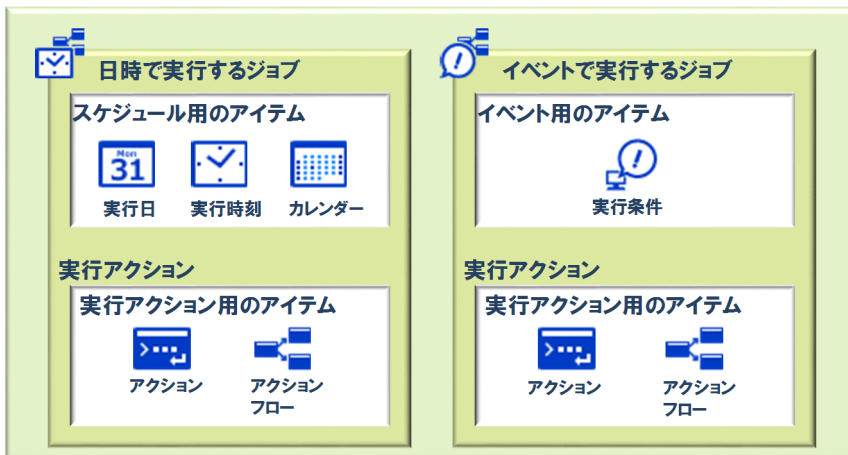 日時で実行するジョブ
スケジュール用のアイテム
Mon
31
実行日
実行時刻
カレンダー
実行アクション
実行アクション用のアイテム
アクション
アクション
フロー
イベントで実行するジョブ
イベント用のアイテム
実行条件
実行アクション
実行アクション用のアイテム
アクション
アクション
フロー